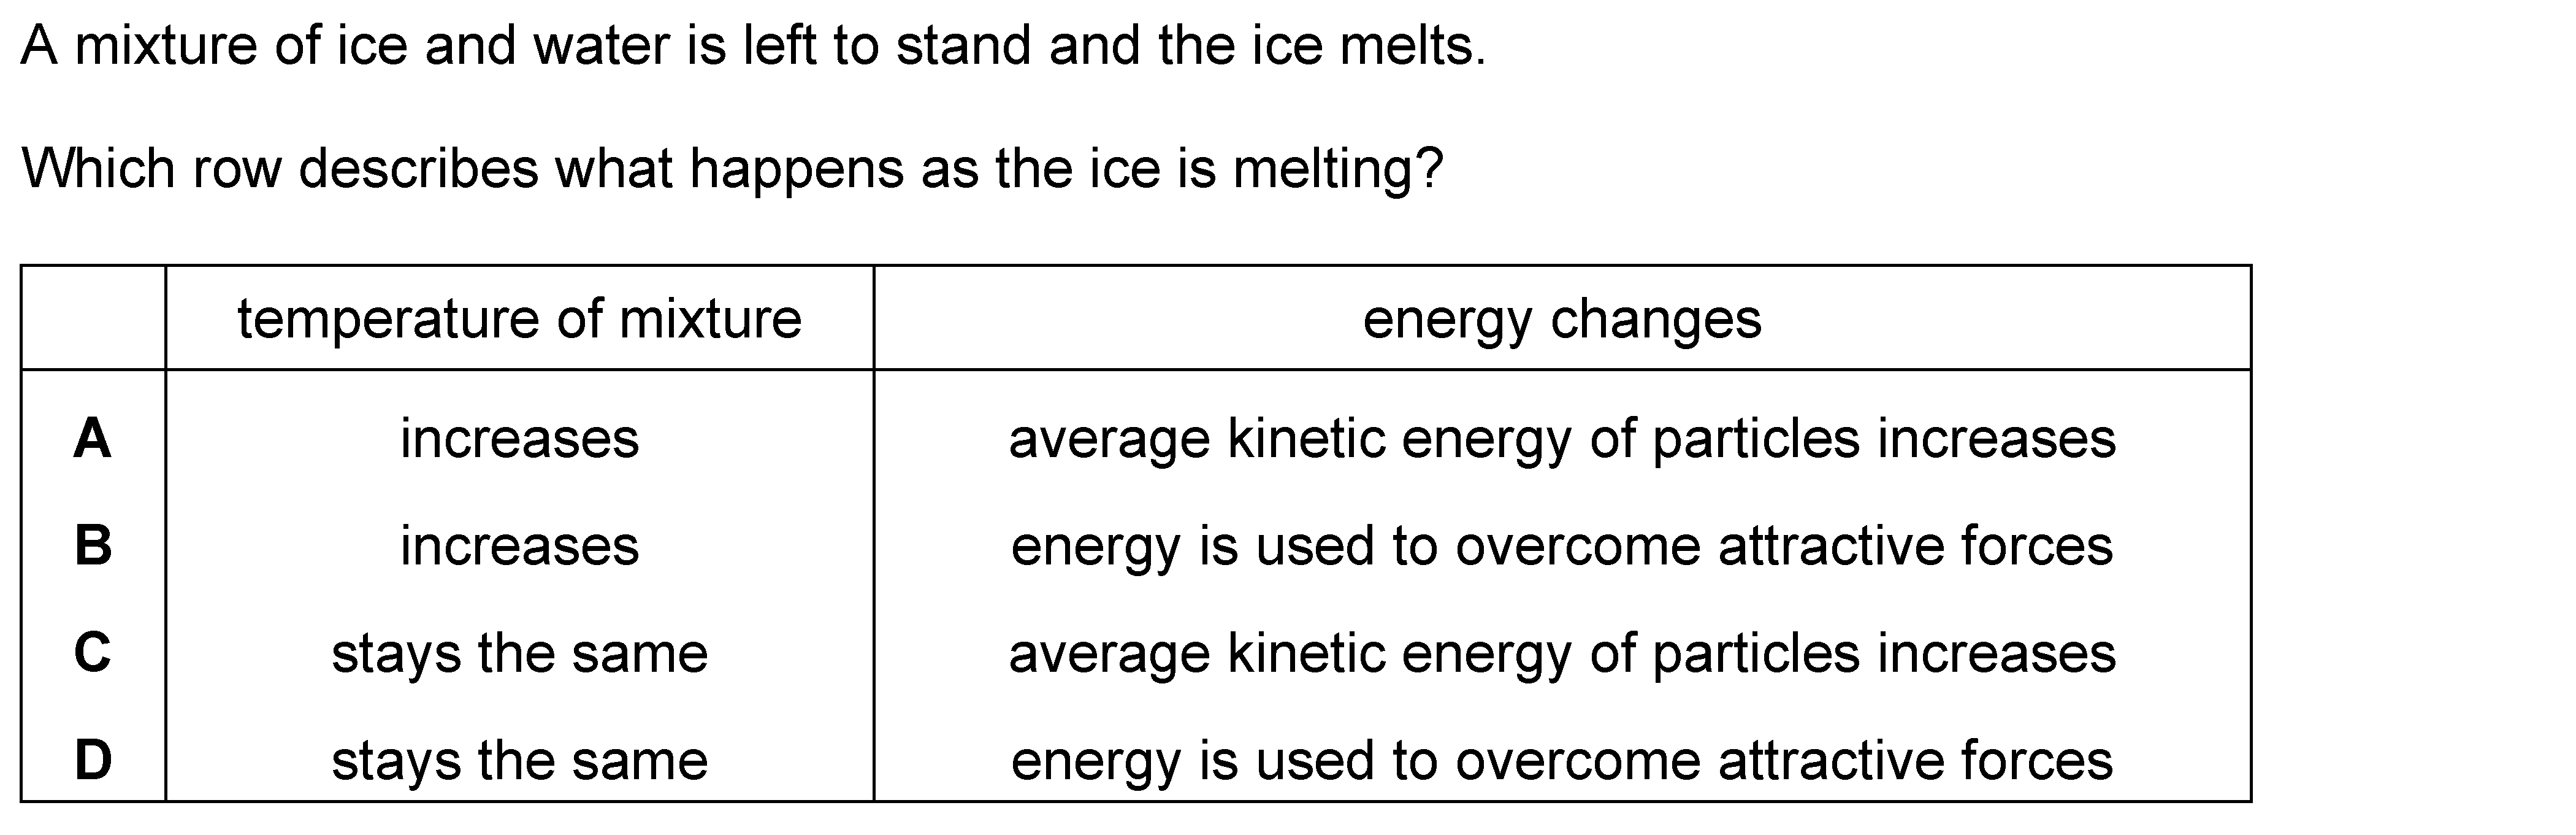 A mixture of ice and water is left to stand and the ice melts.
Which row describes what happens as the ice is melting?
temperature of mixture energy changes
A increases average kinetic energy of particles increases
B increases energy is used to overcome attractive forces
C stays the same average kinetic energy of particles increases
D stays the same energy is used to overcome attractive forces